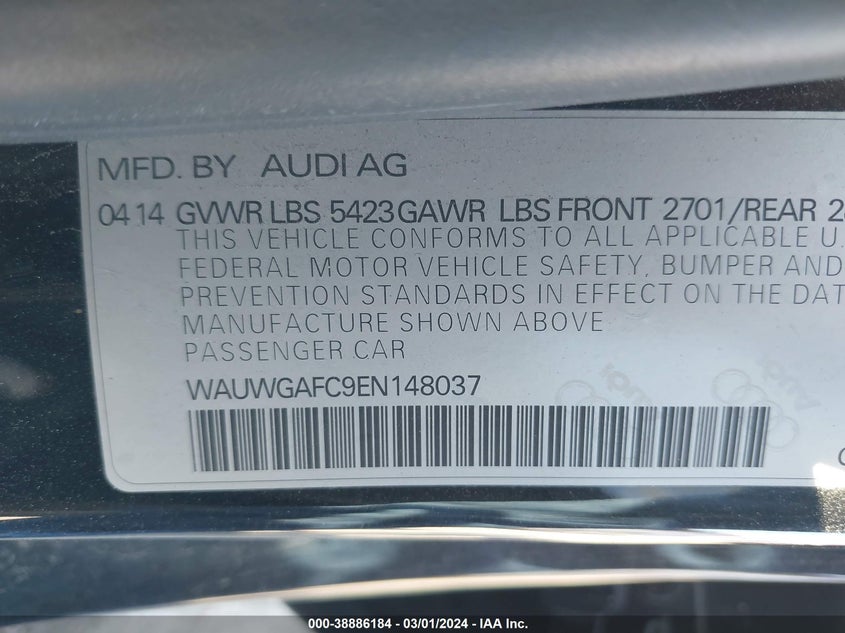 MFD. BY AUDI AG
0414 GVWR LBS 5423 GAWR LBS FRONT 2701/REAR
THIS VEHICLE CONFORMS TO ALL APPLICABLE U.
FEDERAL MOTOR VEHICLE SAFETY, BUMPER AND
PREVENTION STANDARDS IN EFFECT ON THE DAT
MANUFACTURE SHOWN ABOVE
PASSENGER CAR
WAUWGAFC9EN148037
000-38886184 - 03/01/2024 - IAA Inc.